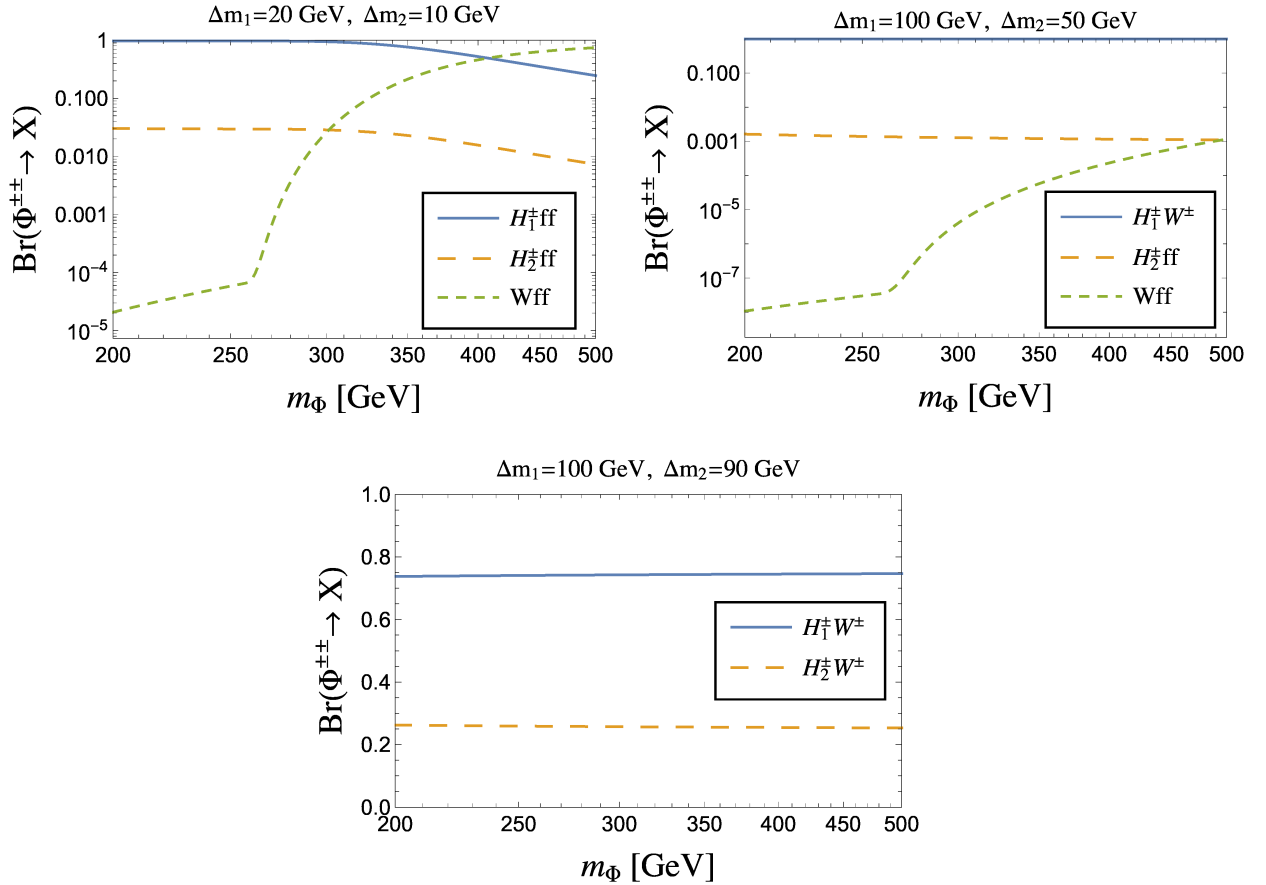 Δm₁=20 GeV, Δm₂=10 GeV
Br(Φ±±→ X)
1
0.100
0.010
0.001
10⁻⁴
10⁻⁵
H₁±ff
H₂±ff
Wff
200 250 300 350 400 450 500
mΦ [GeV]
Δm₁=100 GeV, Δm₂=50 GeV
Br(Φ±±→ X)
0.100
0.001
10⁻⁵
10⁻⁷
H₁±W±
H₂±ff
Wff
200 250 300 350 400 450 500
mΦ [GeV]
Δm₁=100 GeV, Δm₂=90 GeV
Br(Φ±±→ X)
1.0
0.8
0.6
0.4
0.2
0.0
H₁±W±
H₂±W±
200 250 300 350 400 450 500
mΦ [GeV]